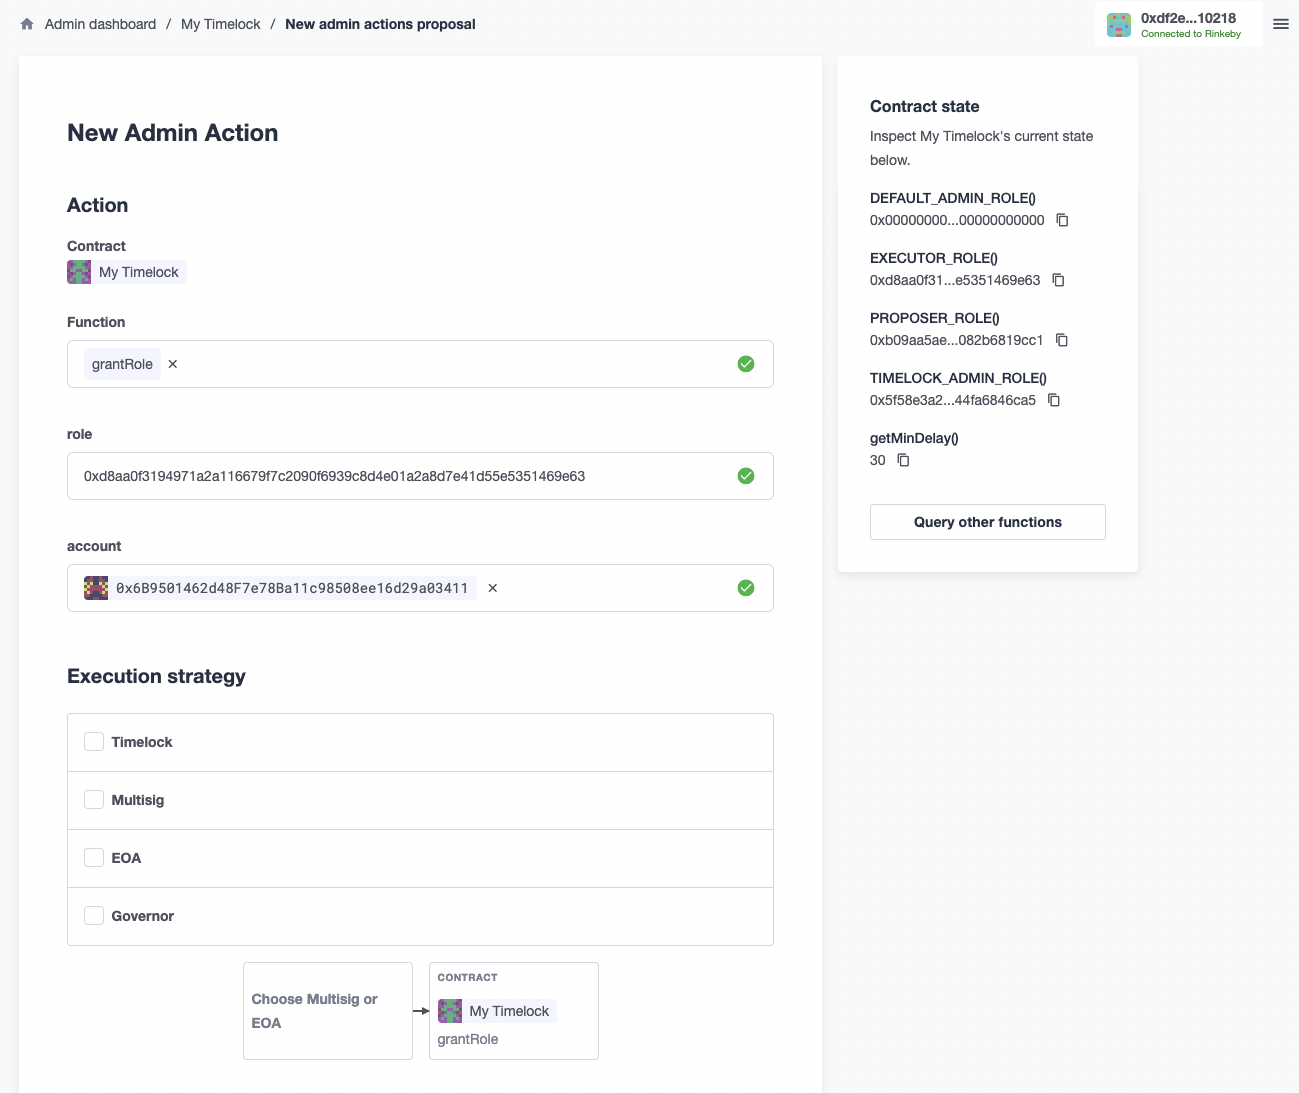 Admin dashboard / My Timelock / New admin actions proposal
0xdf2e...10218
Connected to Rinkeby
New Admin Action
Action
Contract
My Timelock
Function
grantRole ×
role
0xd8aa0f3194971a2a116679f7c2090f6939c8d4e01a2a8d7e41d55e5351469e63
account
0x6B9501462d48F7e78Ba11c98508ee16d29a03411 ×
Execution strategy
Timelock
Multisig
EOA
Governor
Choose Multisig or
EOA
CONTRACT
My Timelock
grantRole
Contract state
Inspect My Timelock's current state
below.
DEFAULT_ADMIN_ROLE()
0x00000000...00000000000
EXECUTOR_ROLE()
0xd8aa0f31...e5351469e63
PROPOSER_ROLE()
0xb09aa5ae...082b6819cc1
TIMELOCK_ADMIN_ROLE()
0x5f58e3a2...44fa6846ca5
getMinDelay()
30
Query other functions